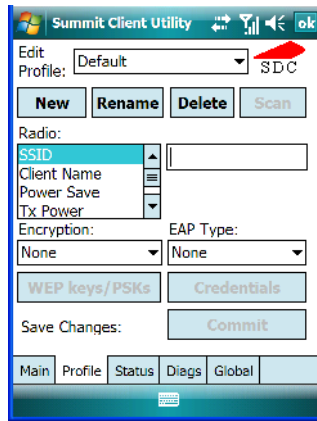 Summit Client Utility ok
Edit
Profile: Default
SDC
New Rename Delete Scan
Radio:
SSID
Client Name
Power Save
Tx Power
Encryption: EAP Type:
None None
WEP keys/PSKs Credentials
Save Changes: Commit
Main Profile Status Diags Global